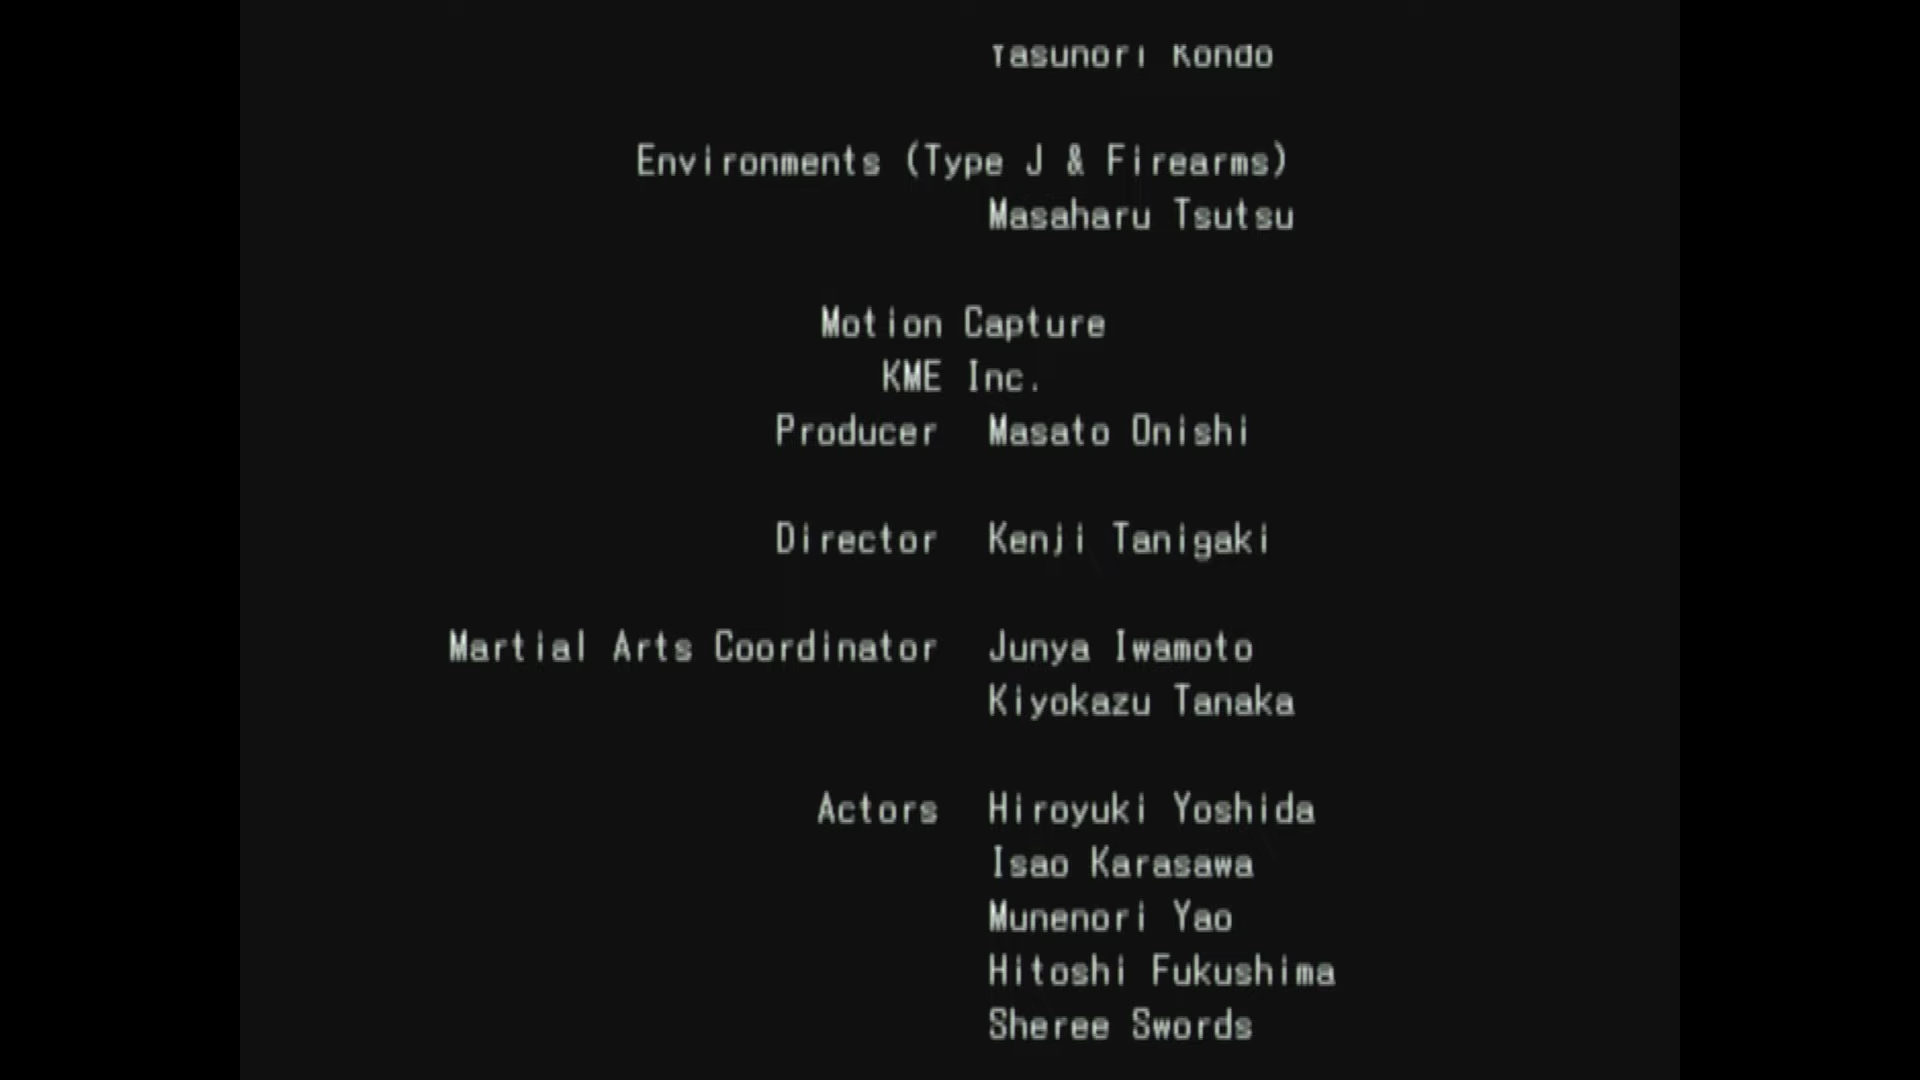 Yasunori Kondo
Environments (Type J & Firearms)
Masaharu Tsutsu
Motion Capture
KME Inc.
Producer Masato Onishi
Director Kenji Tanigaki
Martial Arts Coordinator Junya Iwamoto
Kiyokazu Tanaka
Actors Hiroyuki Yoshida
Isao Karasawa
Munenori Yao
Hitoshi Fukushima
Sheree Swords